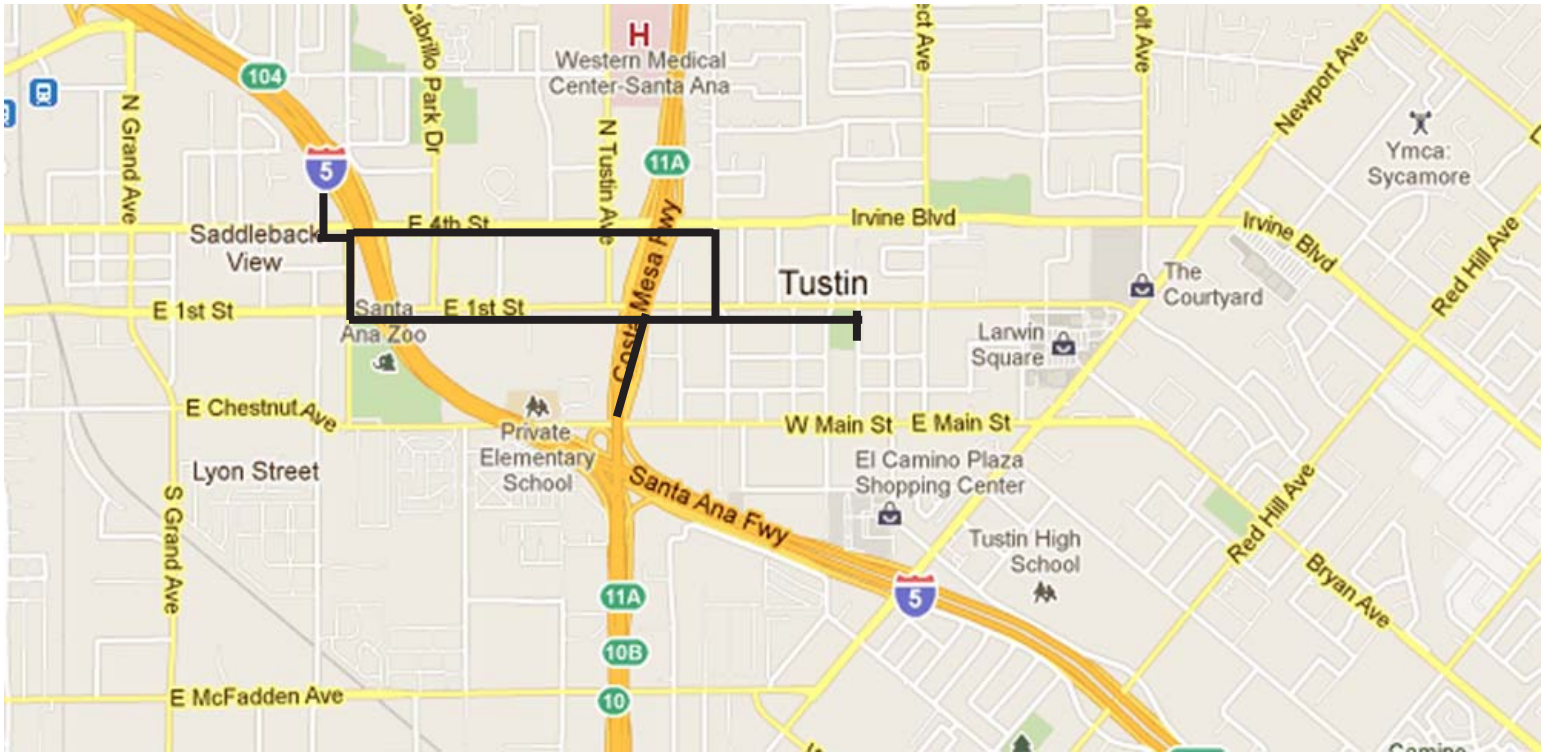 Cabrillo Park Dr
H
Western Medical
Center-Santa Ana
ect Ave
olt Ave
Newport Ave
104
N Grand Ave
N Tustin Ave
11A
5
Ymca:
Sycamore
E 4th St
Irvine Blvd
Irvine Blvd
Saddleback
View
Costa Mesa Fwy
Tustin
The
Courtyard
Red Hill Ave
E 1st St
Santa
Ana Zoo
E 1st St
Larwin
Square
E Chestnut Ave
Private
Elementary
School
W Main St
E Main St
Lyon Street
El Camino Plaza
Shopping Center
Santa Ana Fwy
S Grand Ave
Tustin High
School
Red Hill Ave
Bryan Ave
5
11A
10B
E McFadden Ave
10
Camino